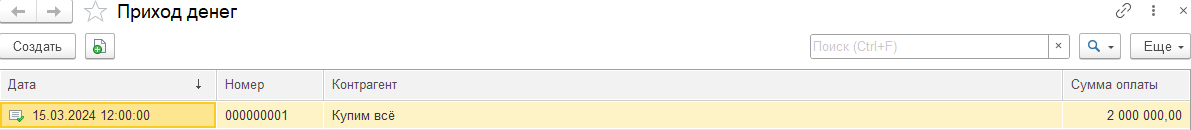 Приход денег
Создать Поиск (Ctrl+F) × Еще
Дата ↓ Номер Контрагент Сумма оплаты
15.03.2024 12:00:00 000000001 Купим всё 2 000 000,00